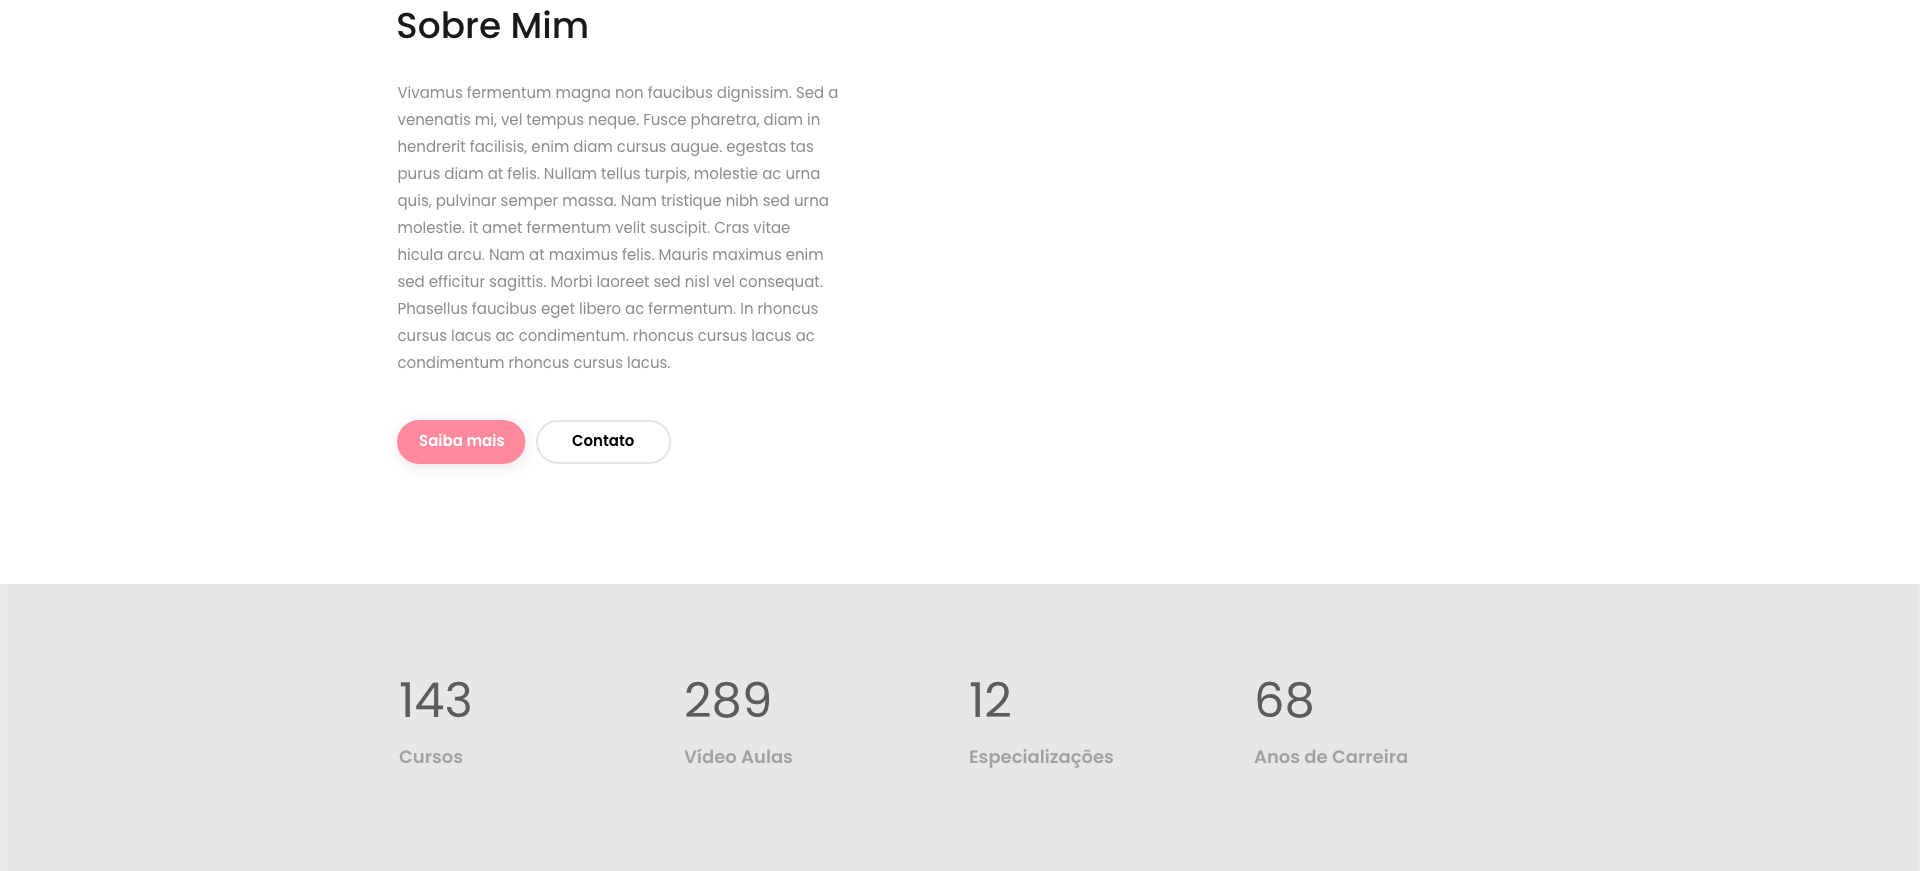 Sobre Mim
Vivamus fermentum magna non faucibus dignissim. Sed a
venenatis mi, vel tempus neque. Fusce pharetra, diam in
hendrerit facilisis, enim diam cursus augue. egestas tas
purus diam at felis. Nullam tellus turpis, molestie ac urna
quis, pulvinar semper massa. Nam tristique nibh sed urna
molestie. it amet fermentum velit suscipit. Cras vitae
hicula arcu. Nam at maximus felis. Mauris maximus enim
sed efficitur sagittis. Morbi laoreet sed nisl vel consequat.
Phasellus faucibus eget libero ac fermentum. In rhoncus
cursus lacus ac condimentum. rhoncus cursus lacus ac
condimentum rhoncus cursus lacus.
Saiba mais Contato
143 289 12 68
Cursos Vídeo Aulas Especializações Anos de Carreira